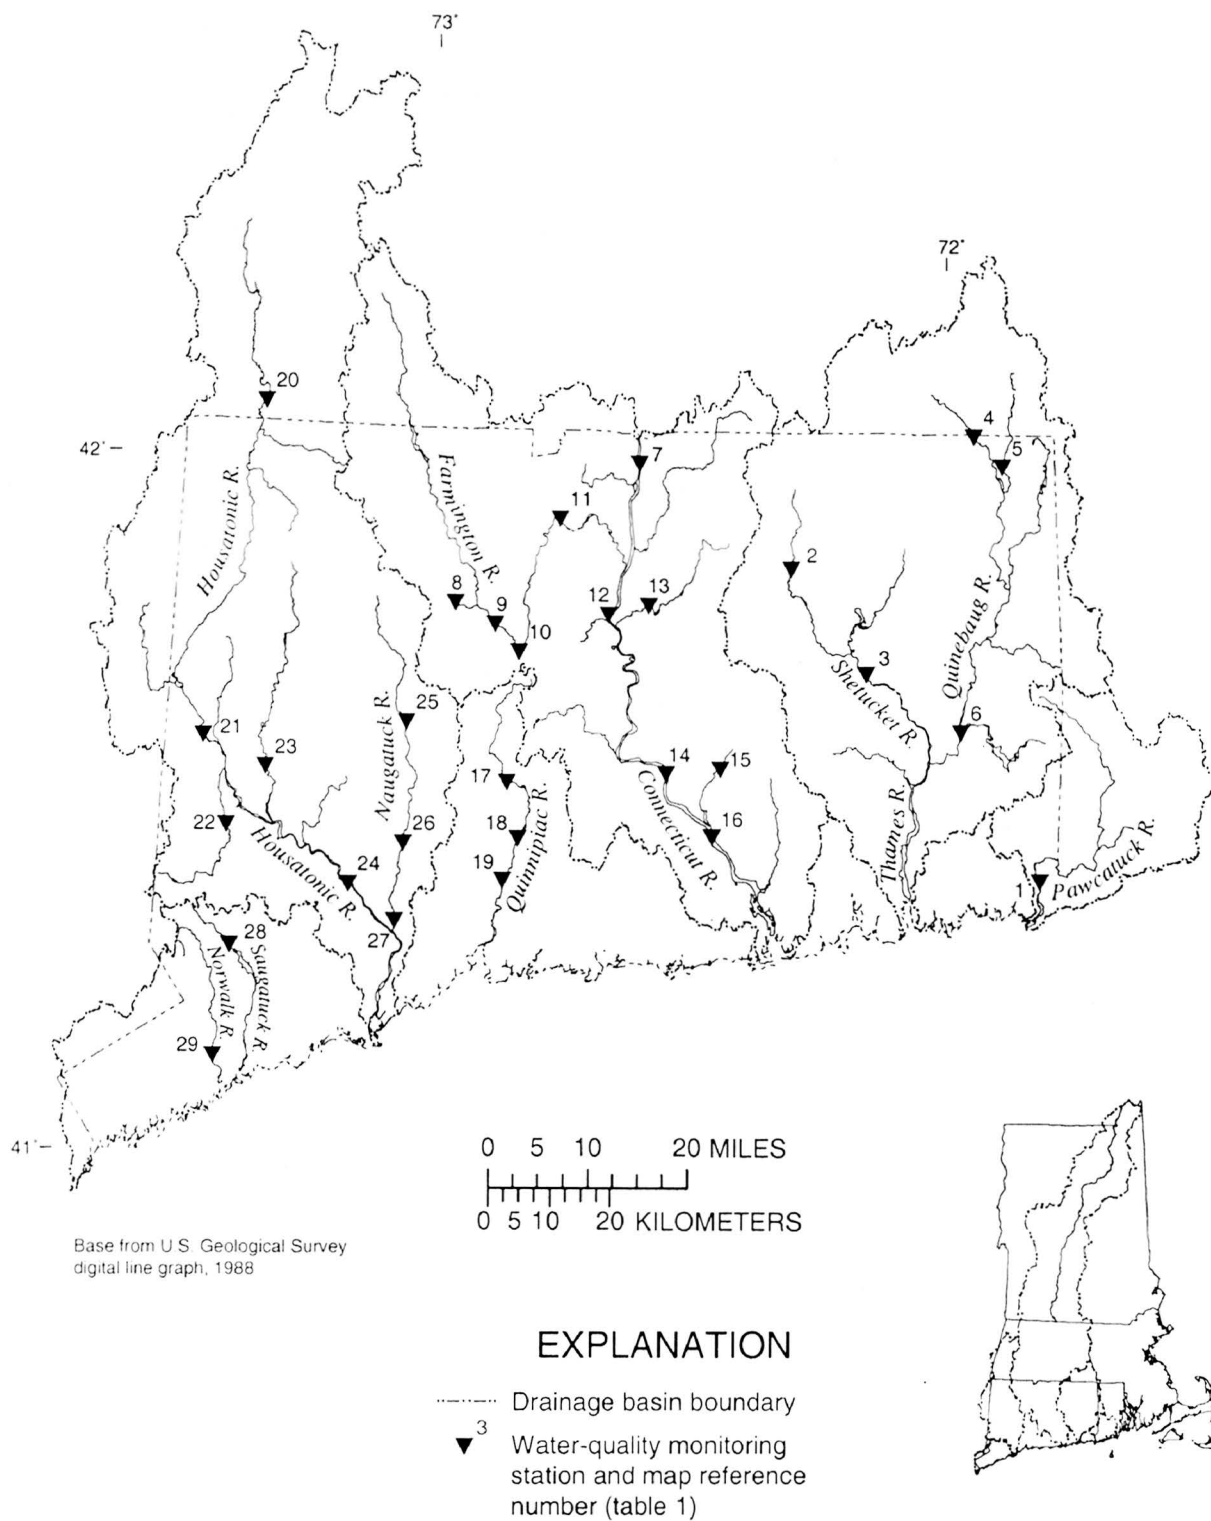 73°
72°
20
42°
4
5
7
Housatonic R.
Farmington R.
11
2
8
9
12
13
10
Quinebaug R.
3
Shetucket R.
21
25
6
23
Naugatuck R.
17
14
15
22
Housatonic R.
26
18
Quinnipiac R.
Connecticut R.
16
Thames R.
24
19
1
Pawcatuck R.
27
28
Norwalk R.
Saugatuck R.
29
41°
0 5 10 20 MILES
0 5 10 20 KILOMETERS
Base from U.S. Geological Survey
digital line graph, 1988
EXPLANATION
Drainage basin boundary
3
Water-quality monitoring
station and map reference
number (table 1)